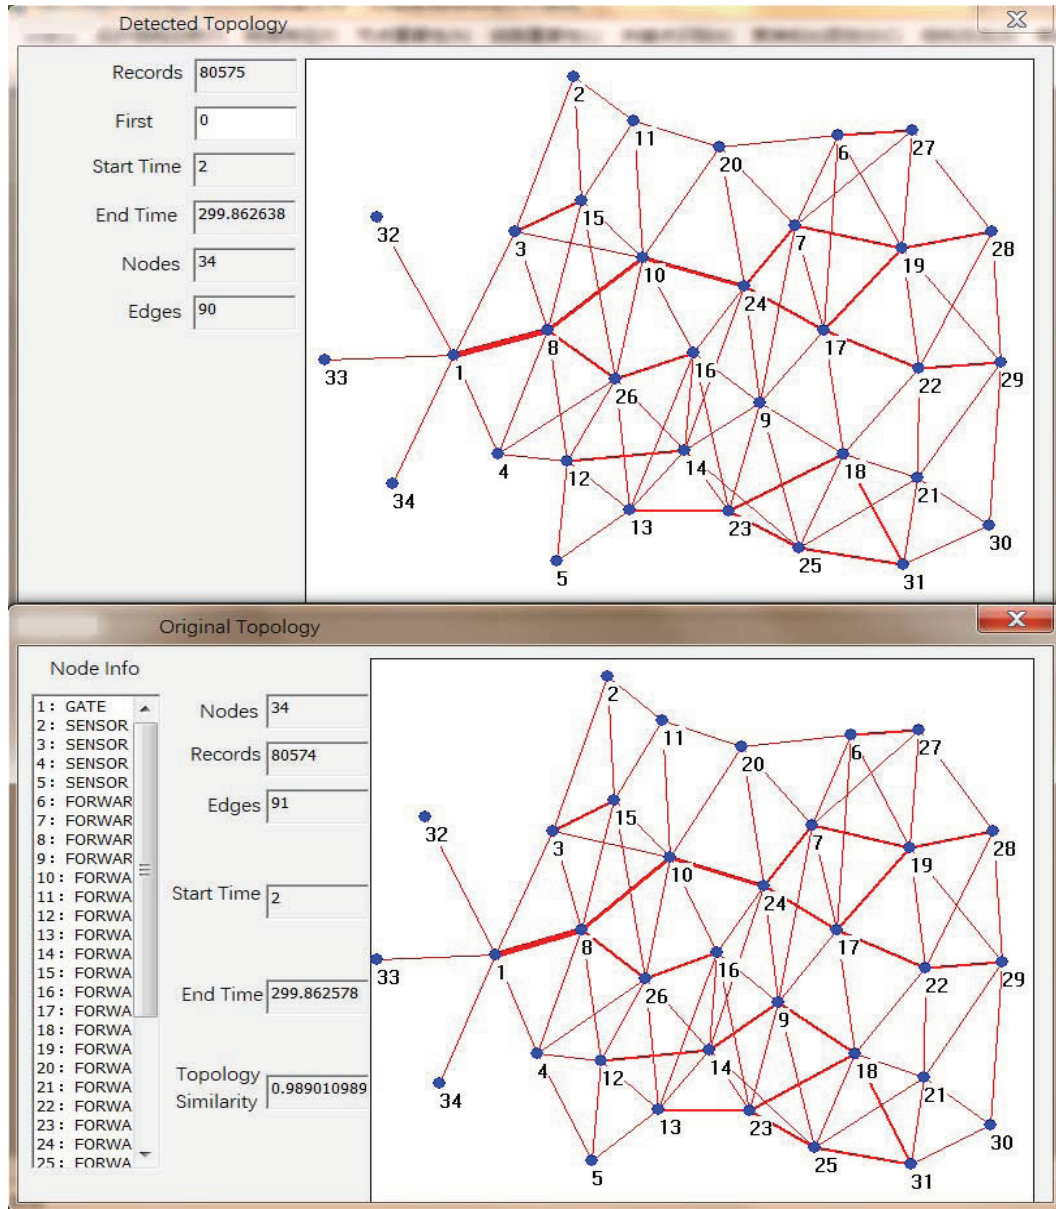 Detected Topology
Records 80575
First 0
Start Time 2
End Time 299.862638
Nodes 34
Edges 90
2
11
20
6
27
32
15
3
10
7
19
28
24
8
17
33
1
16
26
22
29
9
4
12
14
18
21
34
13
23
30
5
25
31
Original Topology
Node Info
1: GATE
2: SENSOR
3: SENSOR
4: SENSOR
5: SENSOR
6: FORWAR
7: FORWAR
8: FORWAR
9: FORWAR
10: FORWA
11: FORWA
12: FORWA
13: FORWA
14: FORWA
15: FORWA
16: FORWA
17: FORWA
18: FORWA
19: FORWA
20: FORWA
21: FORWA
22: FORWA
23: FORWA
24: FORWA
25: FORWA
Nodes 34
Records 80574
Edges 91
Start Time 2
End Time 299.862578
Topology
Similarity 0.989010989
2
11
20
6
27
32
15
3
10
7
19
28
24
8
17
33
1
16
26
22
29
9
4
12
14
18
21
34
13
23
30
5
25
31